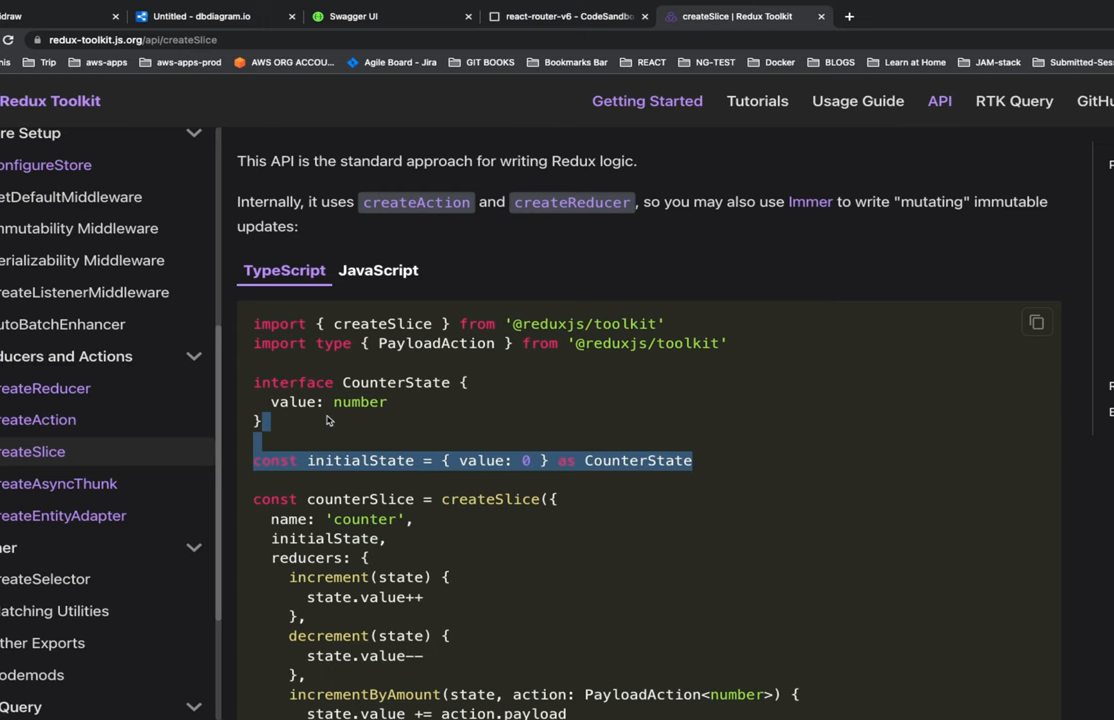 draw
Untitled - dbdiagram.io
Swagger UI
react-router-v6 - CodeSandbo
createSlice | Redux Toolkit
redux-toolkit.js.org/api/createSlice
his
Trip
aws-apps
aws-apps-prod
AWS ORG ACCOU...
Agile Board - Jira
GIT BOOKS
Bookmarks Bar
REACT
NG-TEST
Docker
BLOGS
Learn at Home
JAM-stack
Submitted-Ses
Redux Toolkit
Getting Started
Tutorials
Usage Guide
API
RTK Query
GitHu
re Setup
onfigureStore
etDefaultMiddleware
mmutability Middleware
erializability Middleware
reateListenerMiddleware
utoBatchEnhancer
ducers and Actions
reateReducer
reateAction
reateSlice
reateAsyncThunk
reateEntityAdapter
ner
reateSelector
atching Utilities
ther Exports
odemods
Query
This API is the standard approach for writing Redux logic.
Internally, it uses createAction and createReducer, so you may also use Immer to write "mutating" immutable
updates:
TypeScript JavaScript
import { createSlice } from '@reduxjs/toolkit'
import type { PayloadAction } from '@reduxjs/toolkit'
interface CounterState {
value: number
}
const initialState = { value: 0 } as CounterState
const counterSlice = createSlice({
name: 'counter',
initialState,
reducers: {
increment(state) {
state.value++
},
decrement(state) {
state.value--
},
incrementByAmount(state, action: PayloadAction<number>) {
state.value += action.payload